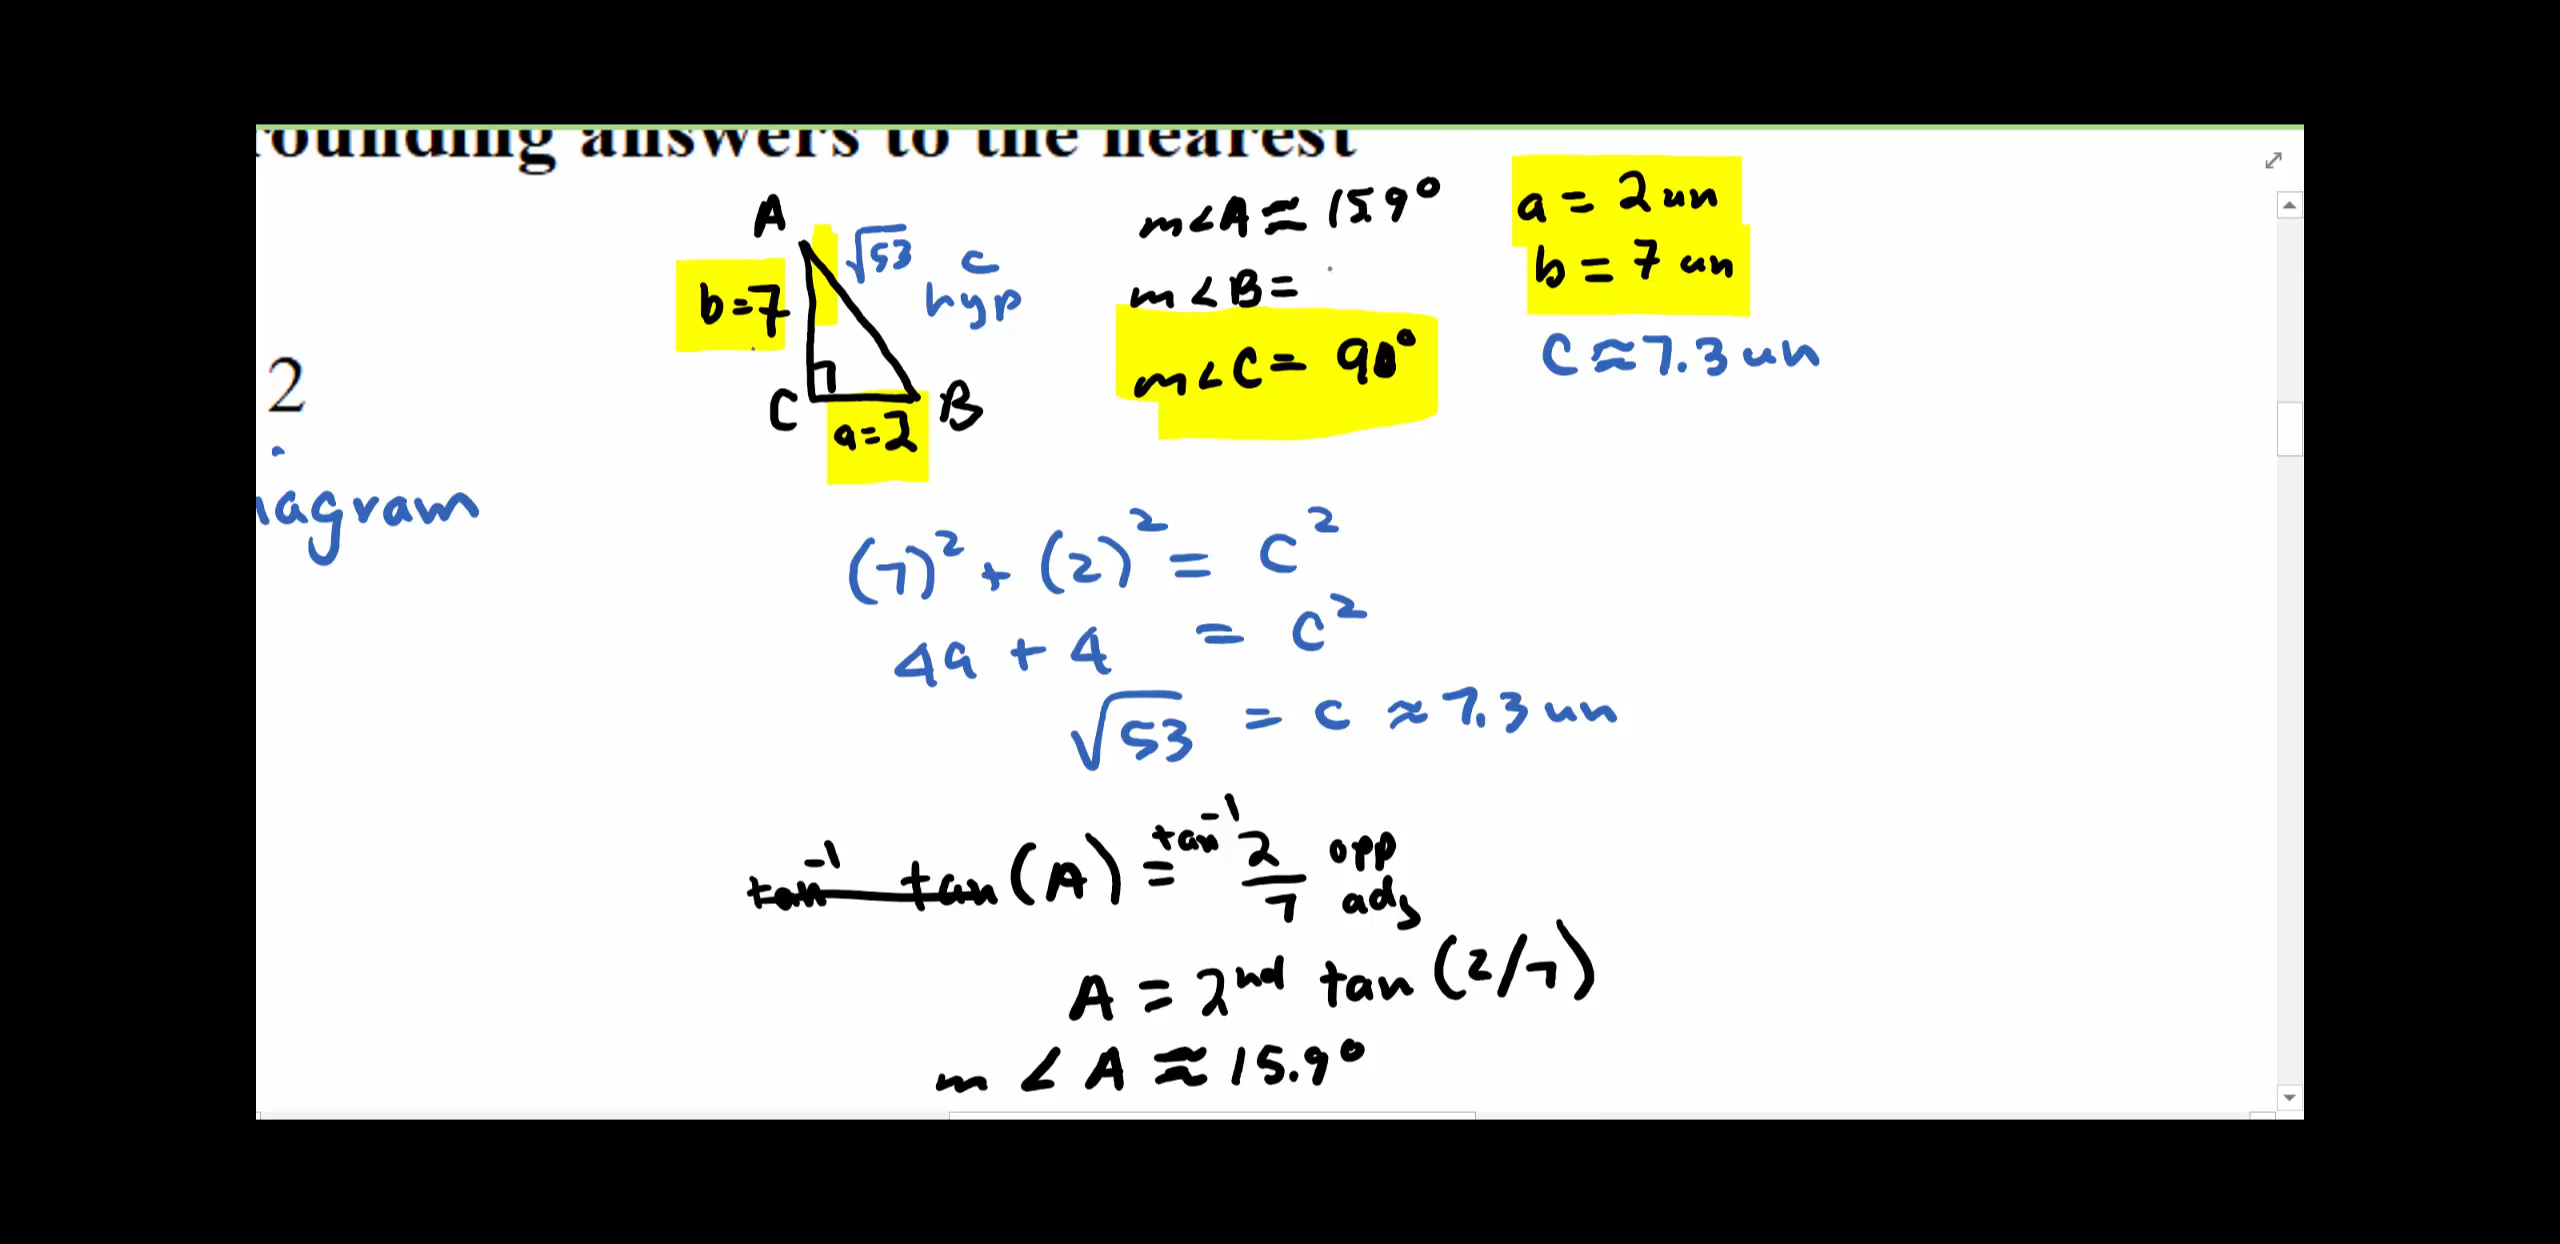 rounding answers to the nearest
A
√53 c
hyp
b=7
C
B
a=2
m∠A ≈ 15.9°
m∠B=
m∠C= 90°
a = 2 un
b = 7 un
C ≈ 7.3 un
2
iagram
(7)² + (2)² = C²
49 + 4 = C²
√53 = C ≈ 7.3 un
tan⁻¹ tan(A) = tan⁻¹ 2/7 opp adj
A = 2nd tan (2/7)
m∠A ≈ 15.9°